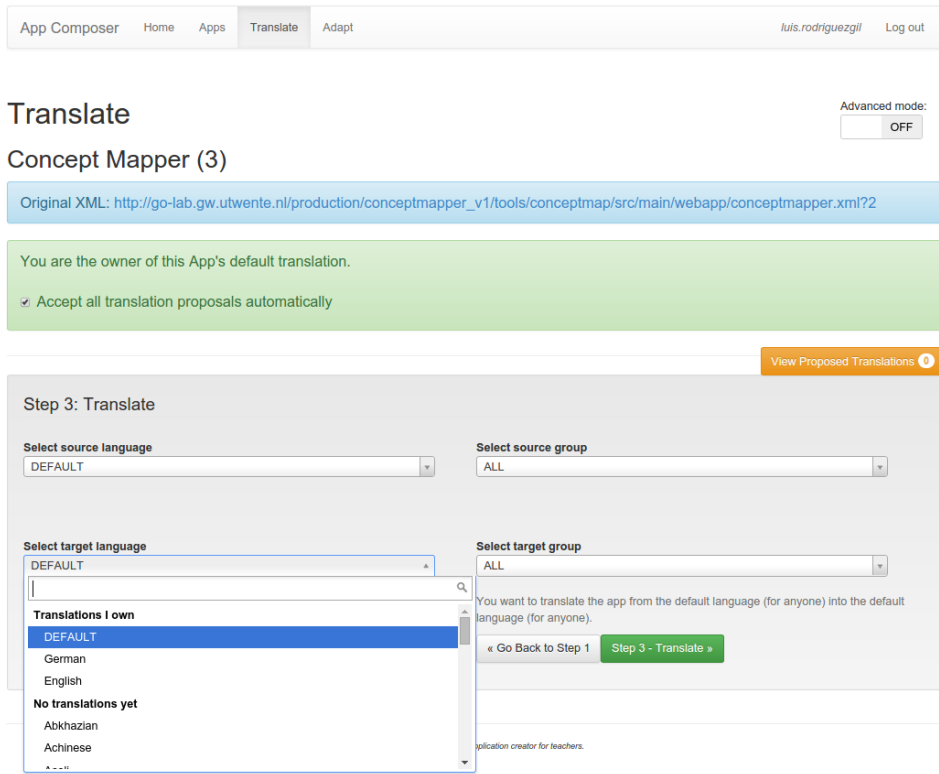 App Composer Home Apps Translate Adapt luis.rodriguezgil Log out
Translate
Advanced mode:
OFF
Concept Mapper (3)
Original XML: http://go-lab.gw.utwente.nl/production/conceptmapper_v1/tools/conceptmap/src/main/webapp/conceptmapper.xml?2
You are the owner of this App's default translation.
Accept all translation proposals automatically
View Proposed Translations 0
Step 3: Translate
Select source language
DEFAULT
Select source group
ALL
Select target language
DEFAULT
Select target group
ALL
Translations I own
DEFAULT
German
English
No translations yet
Abkhazian
Achinese
You want to translate the app from the default language (for anyone) into the default
language (for anyone).
« Go Back to Step 1 Step 3 - Translate »
creator for teachers.